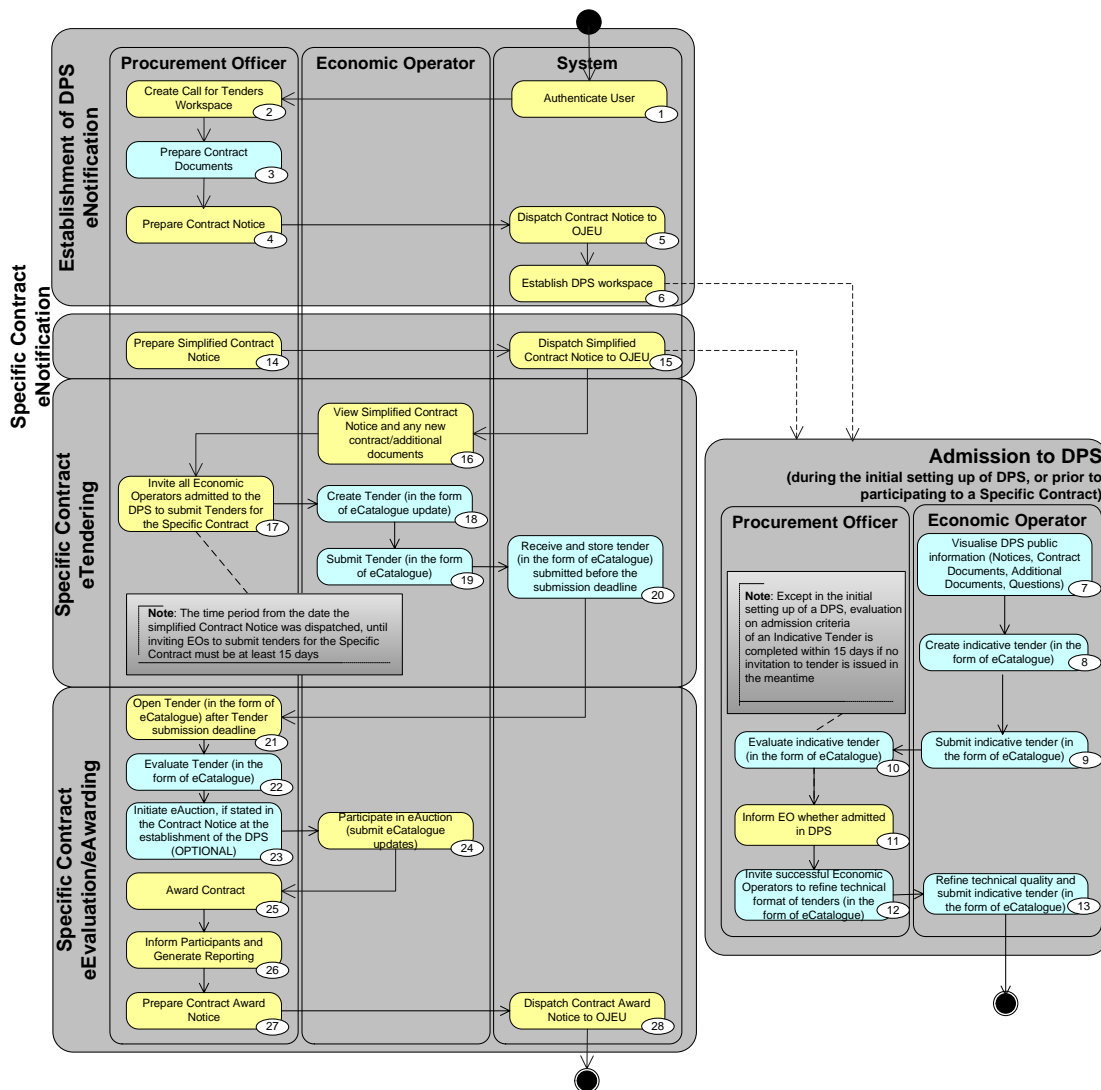 Establishment of DPS
eNotification
Procurement Officer
Economic Operator
System
Create Call for Tenders
Workspace
2
Authenticate User
1
Prepare Contract
Documents
3
Prepare Contract Notice
4
Dispatch Contract Notice to
OJEU
5
Establish DPS workspace
6
Specific Contract
eNotification
Prepare Simplified Contract
Notice
14
Dispatch Simplified
Contract Notice to OJEU
15
Specific Contract
eTendering
View Simplified Contract
Notice and any new
contract/additional
documents
16
Invite all Economic
Operators admitted to the
DPS to submit Tenders for
the Specific Contract
17
Create Tender (in the form
of eCatalogue update)
18
Submit Tender (in the form
of eCatalogue)
19
Receive and store tender
(in the form of eCatalogue)
submitted before the
submission deadline
20
Note: The time period from the date the
simplified Contract Notice was dispatched, until
inviting EOs to submit tenders for the Specific
Contract must be at least 15 days
Specific Contract
eEvaluation/eAwarding
Open Tender (in the form of
eCatalogue) after Tender
submission deadline
21
Evaluate Tender (in the
form of eCatalogue)
22
Initiate eAuction, if stated in
the Contract Notice at the
establishment of the DPS
(OPTIONAL)
23
Participate in eAuction
(submit eCatalogue
updates)
24
Award Contract
25
Inform Participants and
Generate Reporting
26
Prepare Contract Award
Notice
27
Dispatch Contract Award
Notice to OJEU
28
Admission to DPS
(during the initial setting up of DPS, or prior to
participating to a Specific Contract)
Procurement Officer
Economic Operator
Visualise DPS public
information (Notices, Contract
Documents, Additional
Documents, Questions)
7
Note: Except in the initial
setting up of a DPS, evaluation
on admission criteria
of an Indicative Tender is
completed within 15 days if no
invitation to tender is issued in
the meantime
Create indicative tender (in the
form of eCatalogue)
8
Submit indicative tender (in
the form of eCatalogue)
9
Evaluate indicative tender
(in the form of eCatalogue)
10
Inform EO whether admitted
in DPS
11
Invite successful Economic
Operators to refine technical
format of tenders (in the
form of eCatalogue)
12
Refine technical quality and
submit indicative tender (in
the form of eCatalogue)
13